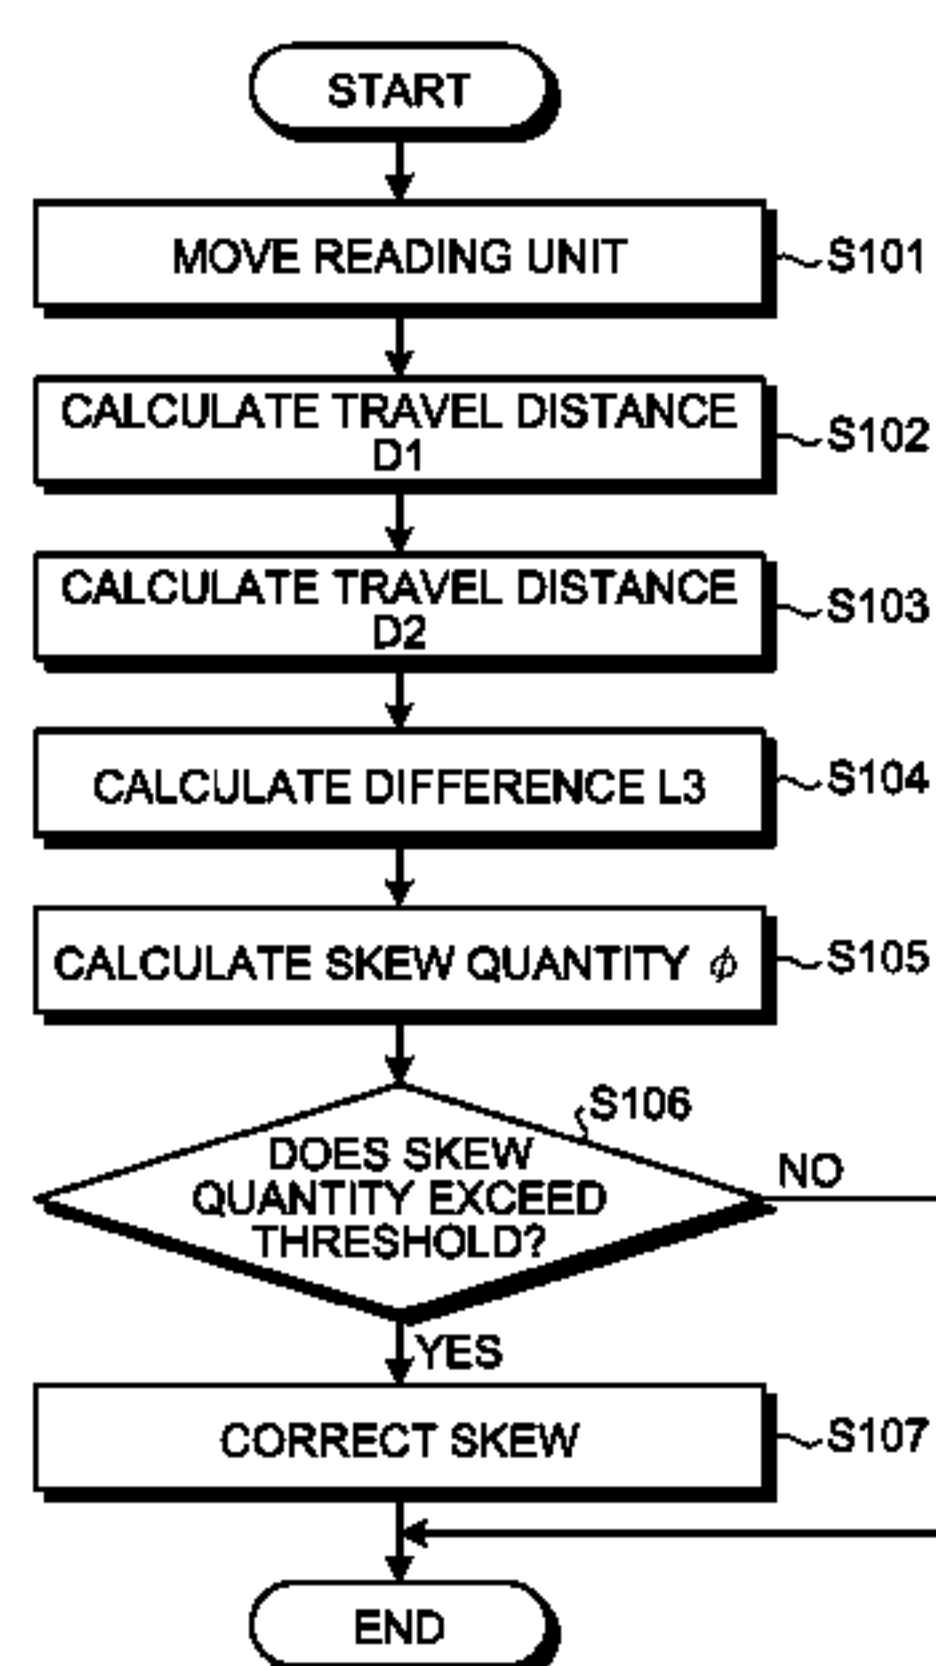 START
MOVE READING UNIT
S101
CALCULATE TRAVEL DISTANCE
D1
S102
CALCULATE TRAVEL DISTANCE
D2
S103
CALCULATE DIFFERENCE L3
S104
CALCULATE SKEW QUANTITY ϕ
S105
S106
DOES SKEW
QUANTITY EXCEED
THRESHOLD?
NO
YES
CORRECT SKEW
S107
END